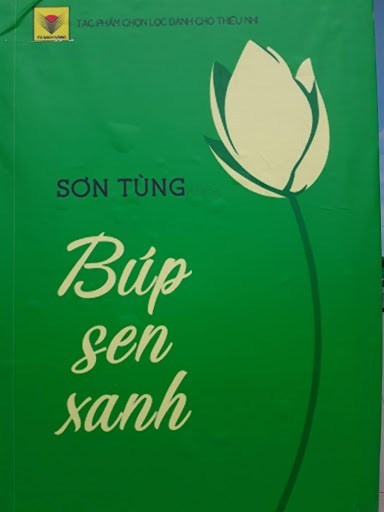 TÁC PHẨM CHỌN LỌC DÀNH CHO THIẾU NHI
SƠN TÙNG
Búp
sen
xanh